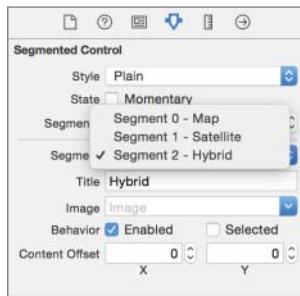 Segmented Control
Style Plain
State Momentary
Segment 0 - Map
Segment 1 - Satellite
Segme ✓ Segment 2 - Hybrid
Title Hybrid
Image Image
Behavior Enabled Selected
Content Offset 0 0
X Y